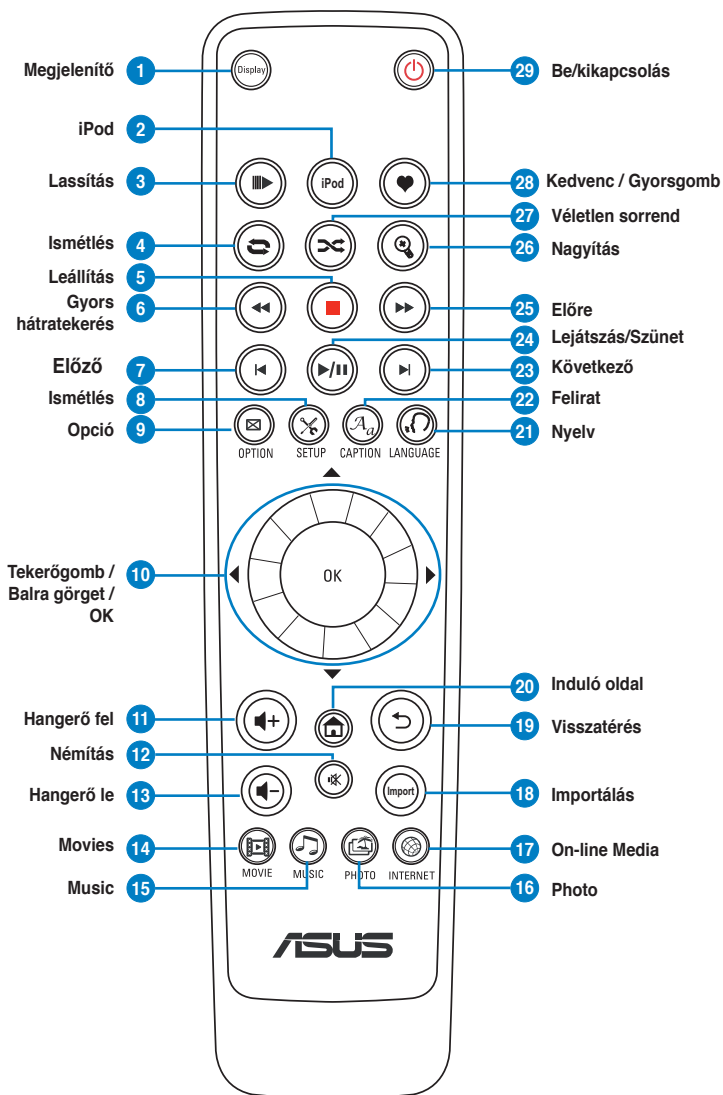 Megjelenítő 1 Display 29 Be/kikapcsolás
iPod 2
Lassítás 3 iPod 28 Kedvenc / Gyorsgomb
27 Véletlen sorrend
Ismétlés 4 26 Nagyítás
Leállítás 5
Gyors
hátratekerés
6 25 Előre
24 Lejátszás/Szünet
Előző 7 23 Következő
Ismétlés 8 22 Felirat
Opció 9 Aa 21 Nyelv
OPTION SETUP CAPTION LANGUAGE
Tekerőgomb /
Balra görget /
OK
10 OK
20 Induló oldal
Hangerő fel 11 19 Visszatérés
Némítás 12
Hangerő le 13 Import 18 Importálás
Movies 14 17 On-line Media
MOVIE MUSIC PHOTO INTERNET
Music 15 16 Photo
ASUS